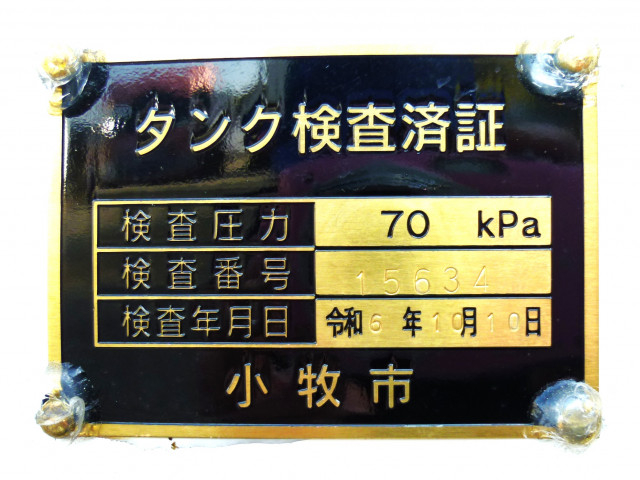 タンク検査済証
検査圧力 70 kPa
検査番号 15634
検査年月日 令和6年10月10日
小牧市